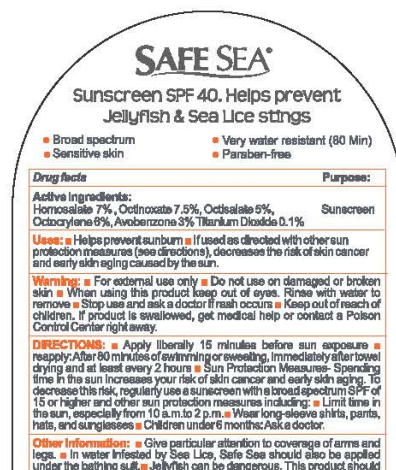 SAFE SEA®
Sunscreen SPF 40. Helps prevent
Jellyfish & Sea Lice stings
▪ Broad spectrum ▪ Very water resistant (80 Min)
▪ Sensitive skin ▪ Paraben-free
Drug facts Purpose:
Active Ingredients:
Homosalate 7%, Octinoxate 7.5%, Octisalate 5%, Sunscreen
Octocrylene 6%, Avobenzone 3% Titanium Dioxide 0.1%
Uses: ▪ Helps prevent sunburn ▪ If used as directed with other sun
protection measures (see directions), decreases the risk of skin cancer
and early skin aging caused by the sun.
Warning: ▪ For external use only ▪ Do not use on damaged or broken
skin ▪ When using this product keep out of eyes. Rinse with water to
remove ▪ Stop use and ask a doctor if rash occurs ▪ Keep out of reach of
children. If product is swallowed, get medical help or contact a Poison
Control Center right away.
DIRECTIONS: ▪ Apply liberally 15 minutes before sun exposure ▪
reapply: After 80 minutes of swimming or sweating, immediately after towel
drying and at least every 2 hours ▪ Sun Protection Measures- Spending
time in the sun increases your risk of skin cancer and early skin aging. To
decrease this risk, regularly use a sunscreen with a broad spectrum SPF of
15 or higher and other sun protection measures including: ▪ Limit time in
the sun, especially from 10 a.m. to 2 p.m. ▪ Wear long-sleeve shirts, pants,
hats, and sunglasses ▪ Children under 6 months: Ask a doctor.
Other Information: ▪ Give particular attention to coverage of arms and
legs. ▪ In water infested by Sea Lice, Safe Sea should also be applied
under the bathing suit. ▪ Jellyfish can be dangerous. This product should